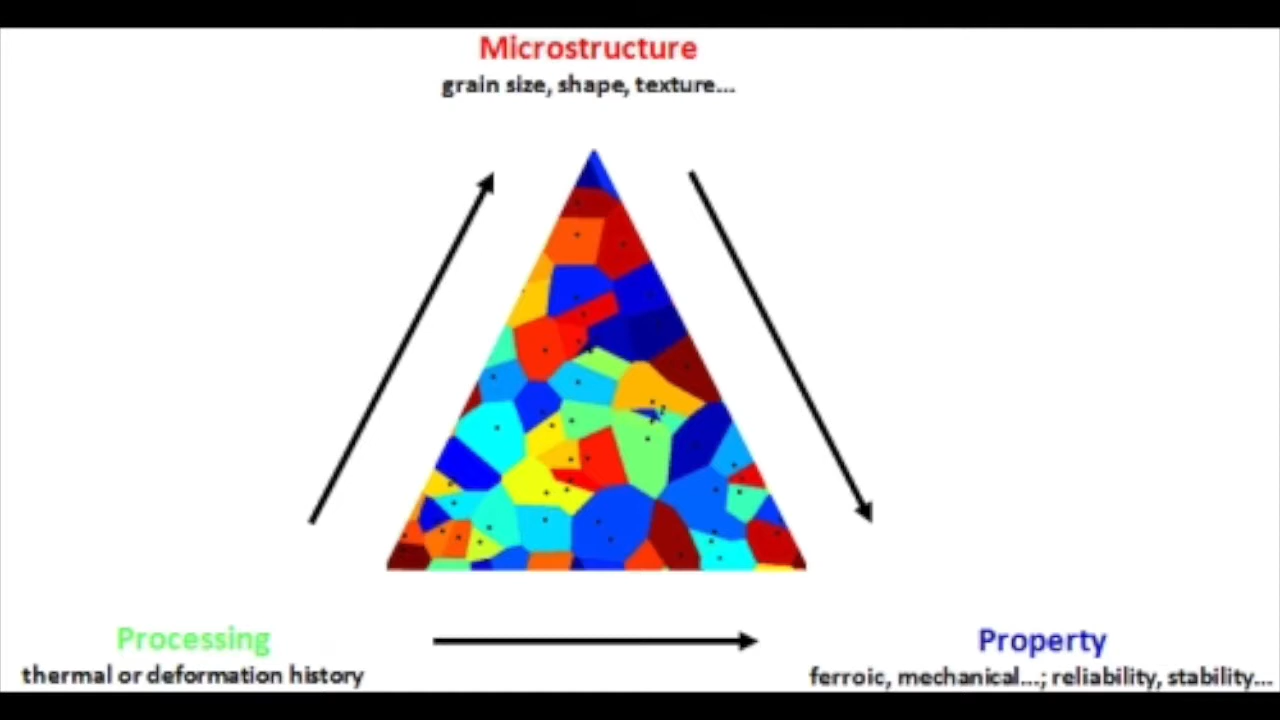 Microstructure
grain size, shape, texture...
Processing
thermal or deformation history
Property
ferroic, mechanical...; reliability, stability...